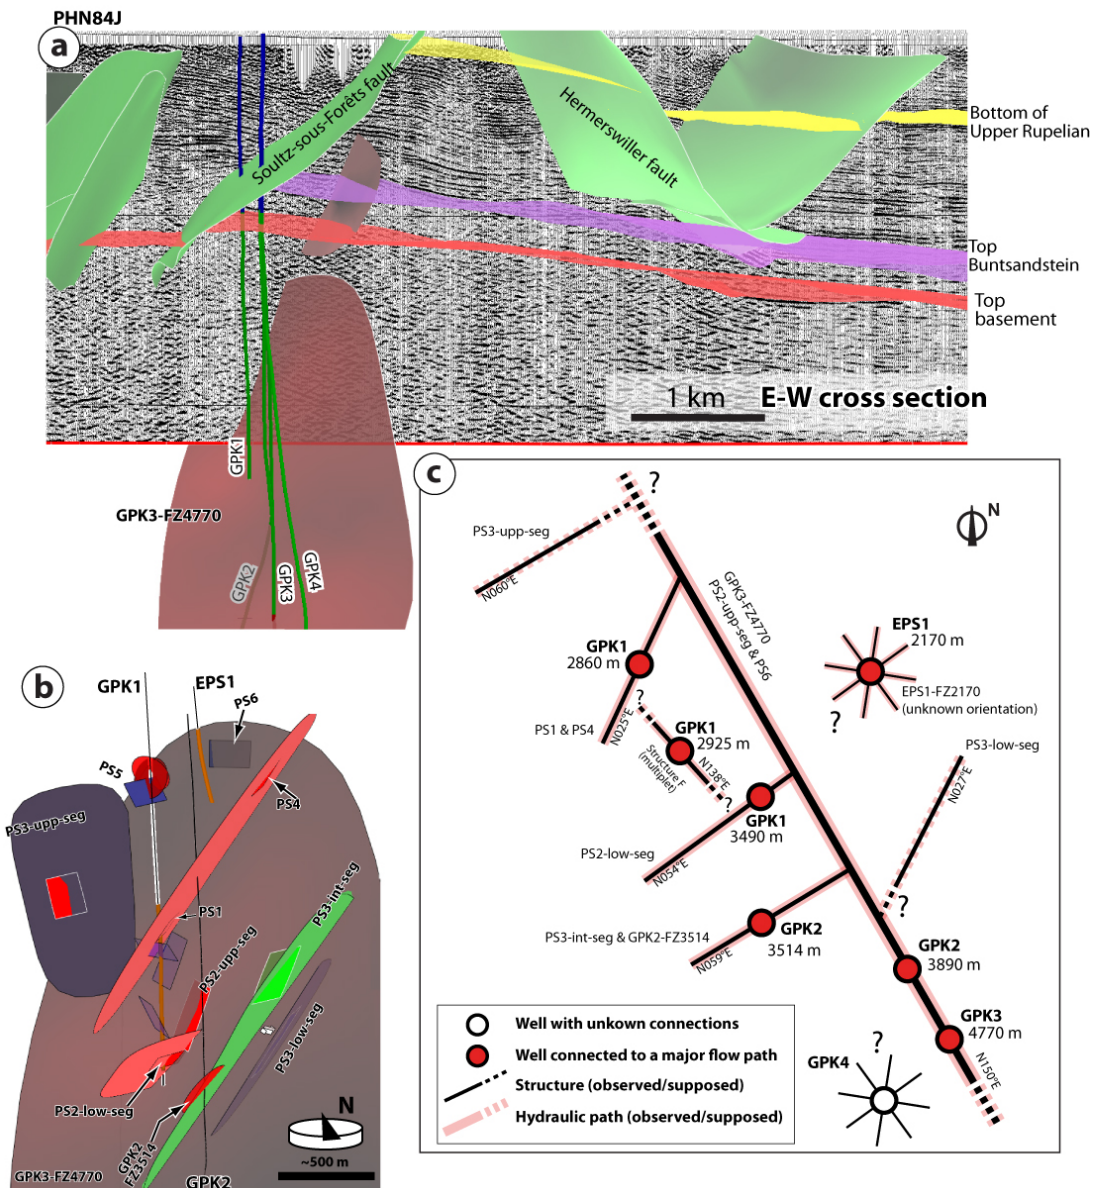 PHN84J
a
Soultz-sous-Forêts fault
Hermerswiller fault
Bottom of
Upper Rupelian
Top
Buntsandstein
Top
basement
1 km
E-W cross section
GPK1
GPK3-FZ4770
GPK2
GPK3
GPK4
b
GPK1
EPS1
PS6
PS5
PS4
PS3-upp-seg
PS1
PS3-int-seg
PS2-upp-seg
PS3-low-seg
PS2-low-seg
GPK2
FZ3514
GPK3-FZ4770
GPK2
N
~500 m
c
?
N
PS3-upp-seg
N060°E
GPK3-FZ4770
PS2-upp-seg & PS6
EPS1
2170 m
EPS1-FZ2170
(unknown orientation)
?
GPK1
2860 m
PS1 & PS4
N025°E
?
GPK1
2925 m
Structure F
(multiplet)
N138°E
?
PS3-low-seg
N027°E
GPK1
3490 m
PS2-low-seg
N054°E
?
PS3-int-seg & GPK2-FZ3514
GPK2
3514 m
N059°E
GPK2
3890 m
GPK3
4770 m
N150°E
GPK4
?
Well with unkown connections
Well connected to a major flow path
Structure (observed/supposed)
Hydraulic path (observed/supposed)